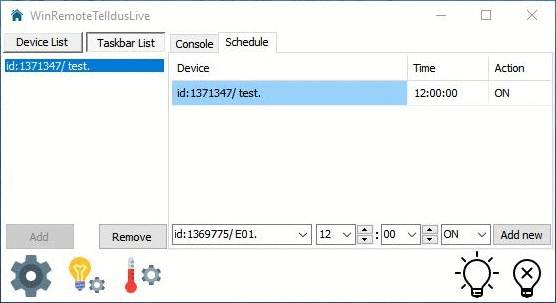 WinRemoteTelldusLive
Device List Taskbar List Console Schedule
id:1371347/ test.
Device Time Action
id:1371347/ test. 12:00:00 ON
Add Remove
id:1369775/ E01. 12 : 00 ON Add new